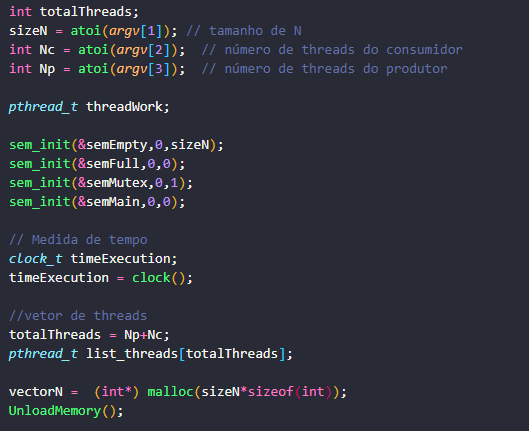 int totalThreads;
sizeN = atoi(argv[1]); // tamanho de N
int Nc = atoi(argv[2]);  // número de threads do consumidor
int Np = atoi(argv[3]);  // número de threads do produtor
pthread_t threadWork;
sem_init(&semEmpty,0,sizeN);
sem_init(&semFull,0,0);
sem_init(&semMutex,0,1);
sem_init(&semMain,0,0);
// Medida de tempo
clock_t timeExecution;
timeExecution = clock();
//vetor de threads
totalThreads = Np+Nc;
pthread_t list_threads[totalThreads];
vectorN =  (int*) malloc(sizeN*sizeof(int));
UnloadMemory();